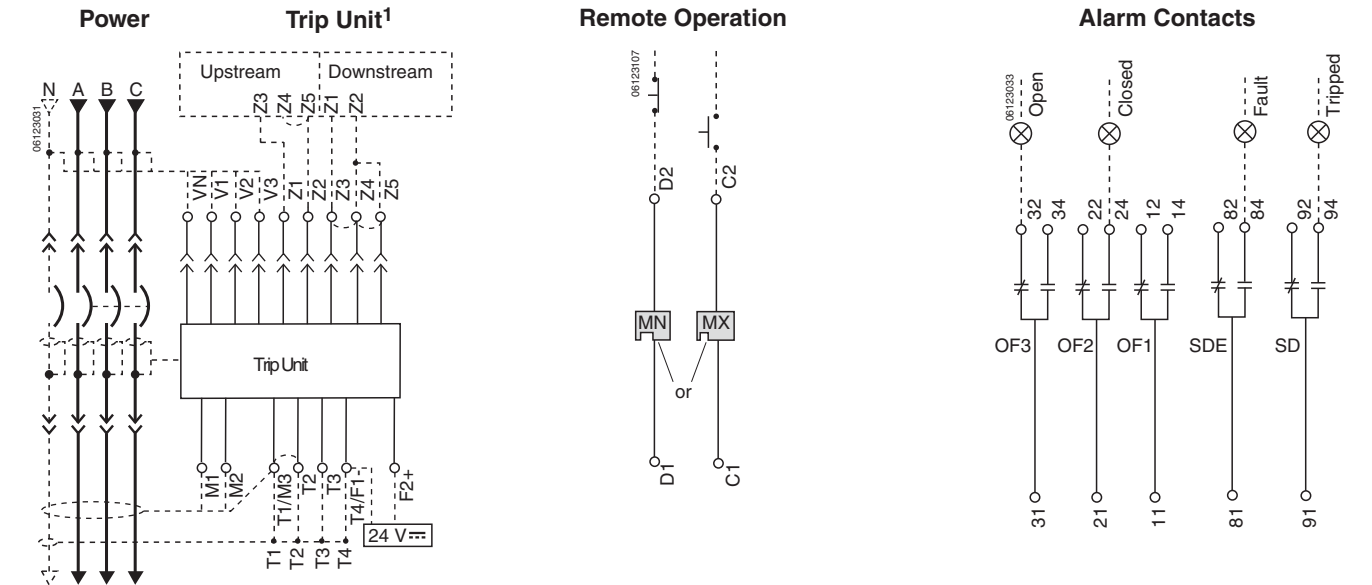 Power
Trip Unit1
Remote Operation
Alarm Contacts
Upstream
Downstream
Z3
Z4
Z5
Z1
Z2
N
A
B
C
06123031
VN
V1
V2
V3
Z1
Z2
Z3
Z4
Z5
Trip Unit
M1
M2
T1/M3
T2
T3
T4/F1-
F2+
24 V
T1
T2
T3
T4
06123107
D2
C2
MN
MX
or
D1
C1
06123033
Open
Closed
Fault
Tripped
32
34
22
24
12
14
82
84
92
94
OF3
OF2
OF1
SDE
SD
31
21
11
81
91